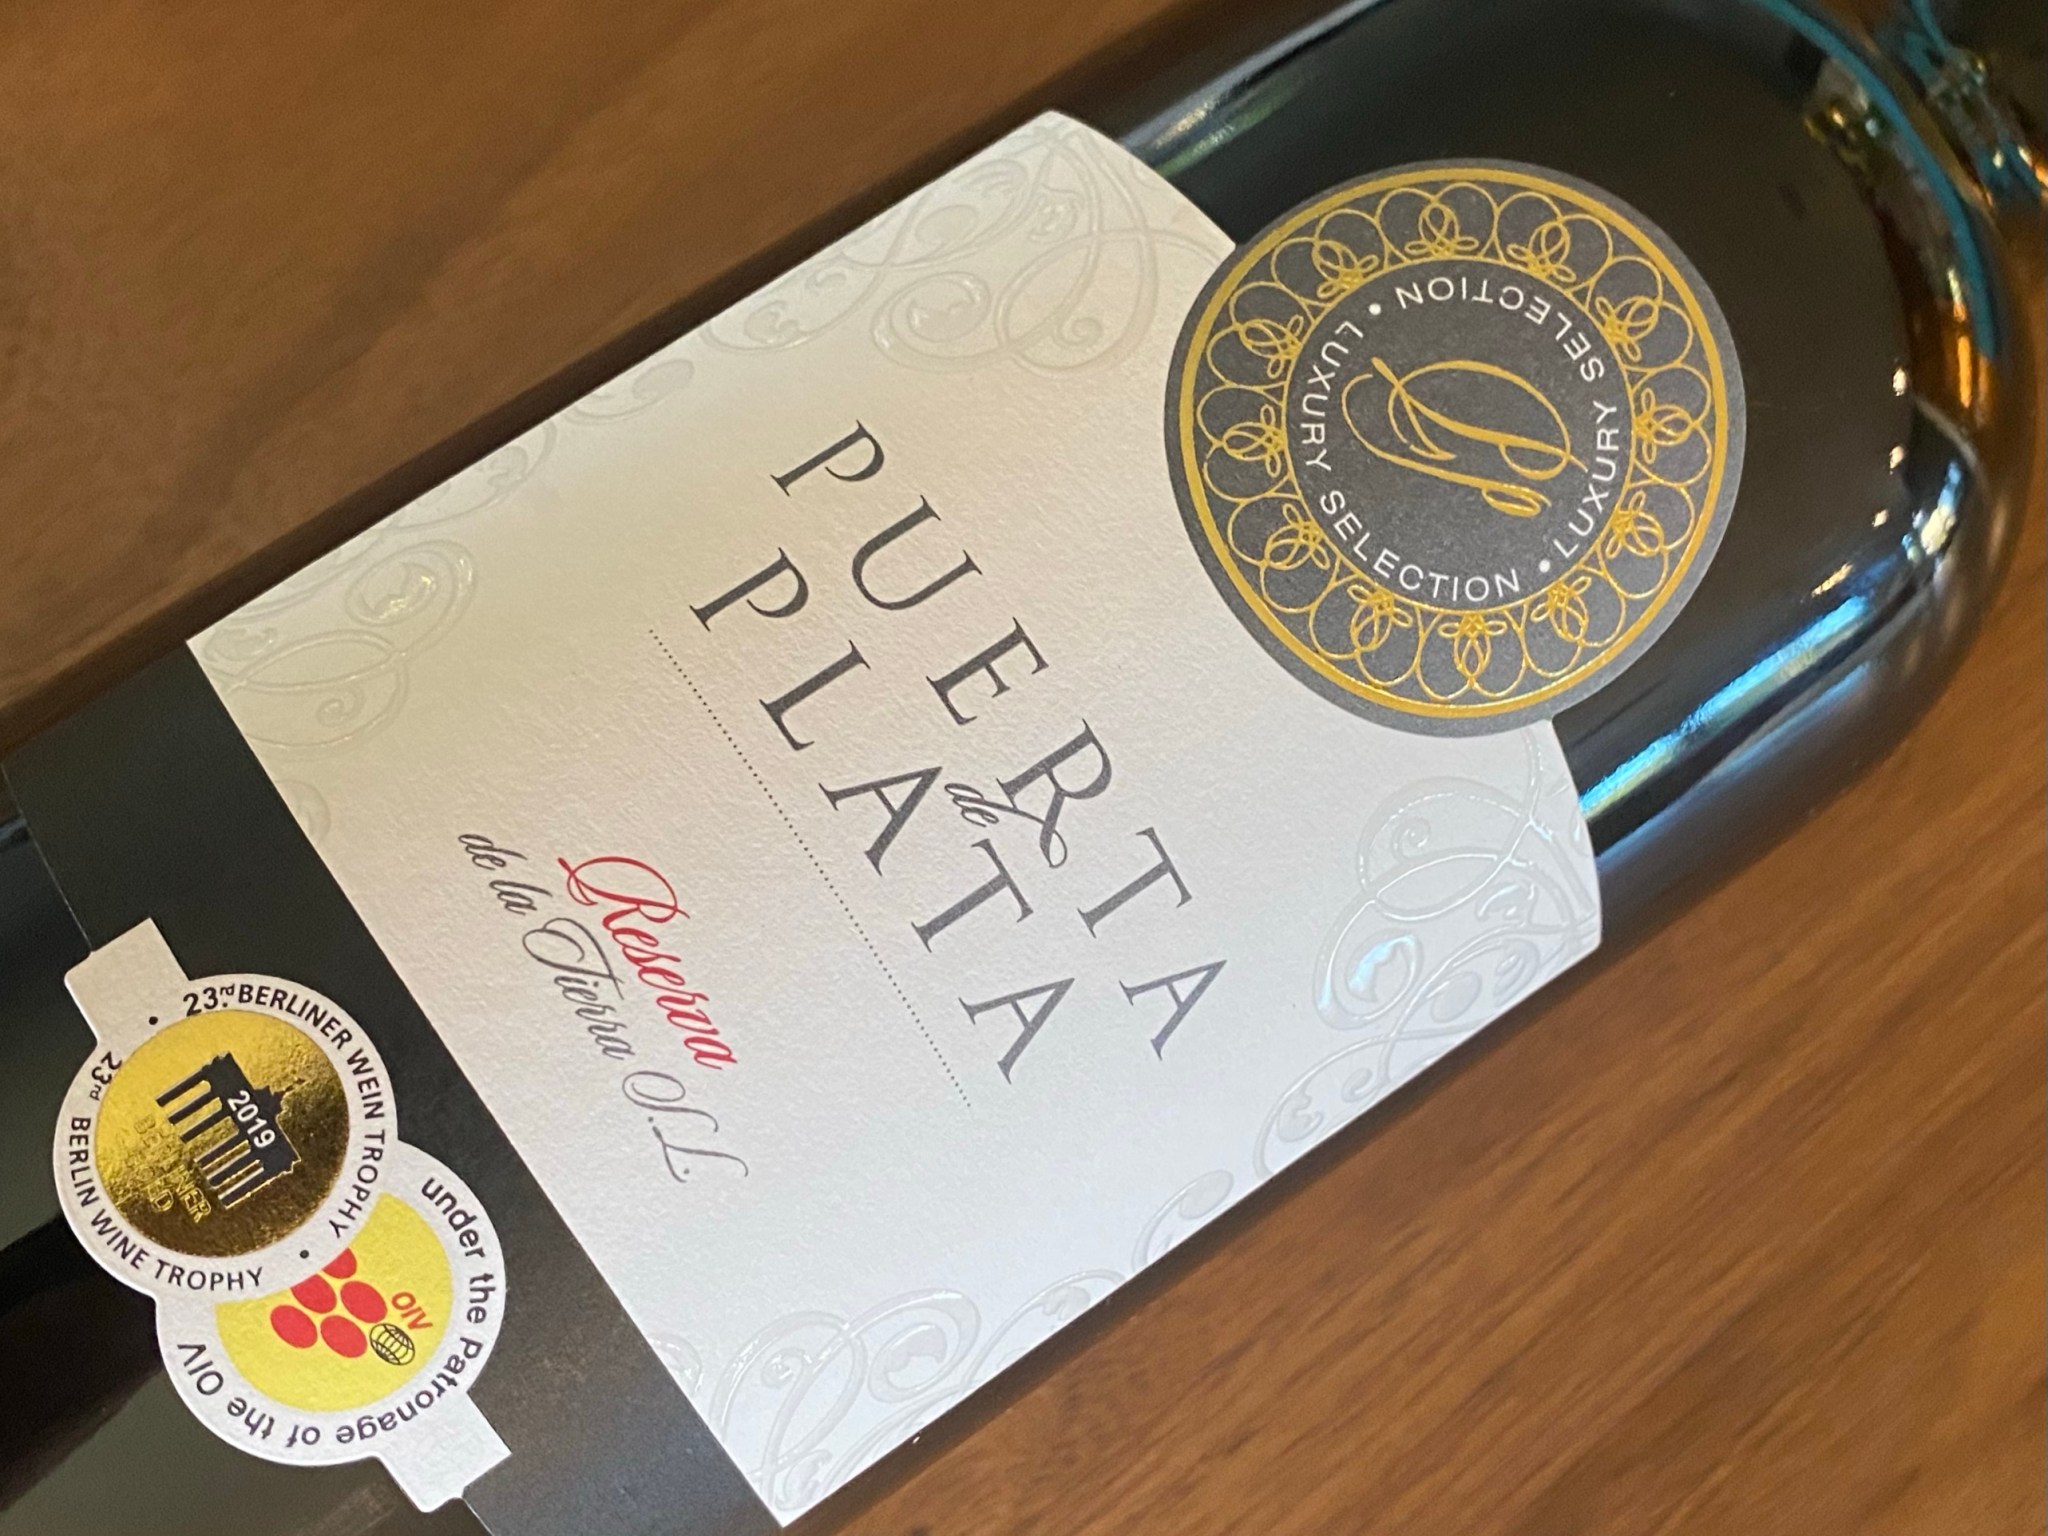 LUXURY SELECTION • LUXURY SELECTION •
PUERTA
de
PLATA
Reserva
de la Tierra S.L.
23rd BERLINER WEIN TROPHY •
23rd BERLIN WINE TROPHY •
2019
BERLINER
GOLD
OIV
under the Patronage of the OIV